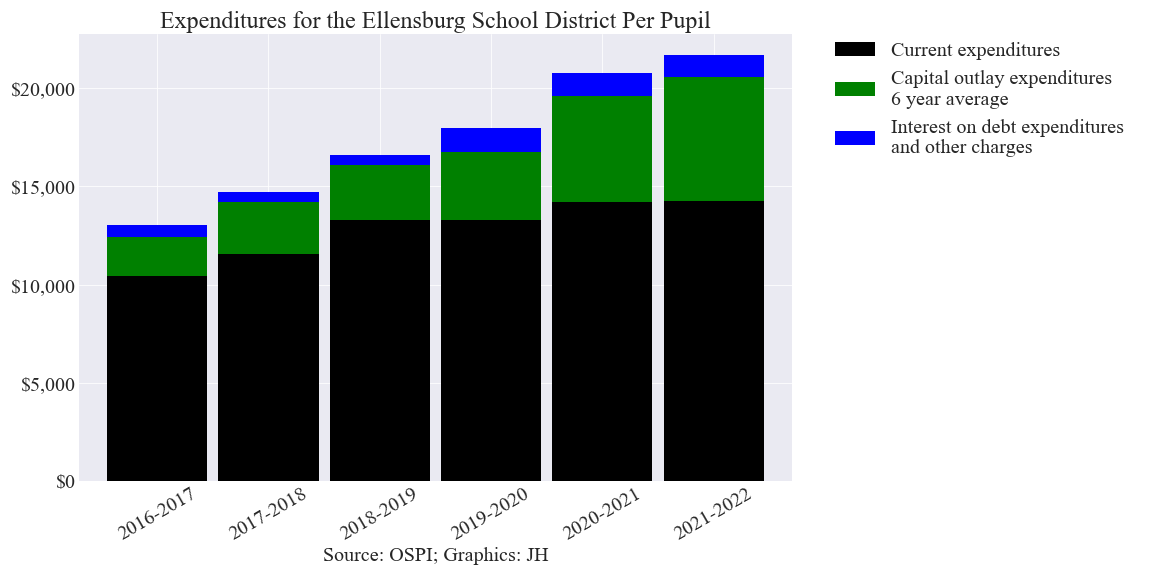 Expenditures for the Ellensburg School District Per Pupil
Current expenditures
Capital outlay expenditures
6 year average
Interest on debt expenditures
and other charges
$20,000
$15,000
$10,000
$5,000
$0
2016-2017
2017-2018
2018-2019
2019-2020
2020-2021
2021-2022
Source: OSPI; Graphics: JH